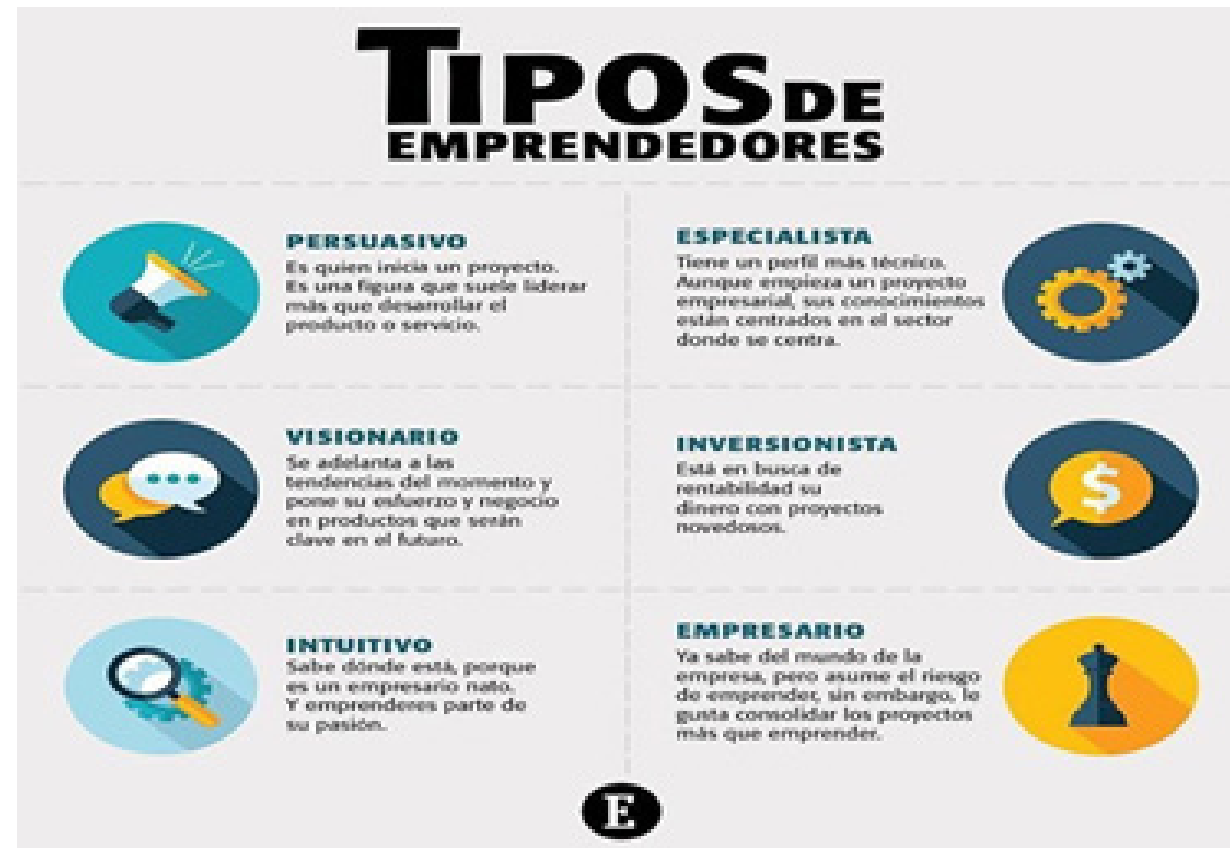 TIPOS DE
EMPRENDEDORES
PERSUASIVO
Es quien inicia un proyecto.
Es una figura que suele liderar
más que desarrollar el
producto o servicio.
ESPECIALISTA
Tiene un perfil más técnico.
Aunque empieza un proyecto
empresarial, sus conocimientos
están centrados en el sector
donde se centra.
VISIONARIO
Se adelanta a las
tendencias del momento y
pone su esfuerzo y negocio
en productos que serán
clave en el futuro.
INVERSIONISTA
Está en busca de
rentabilidad su
dinero con proyectos
novedosos.
INTUITIVO
Sabe dónde está, porque
es un empresario nato.
Y emprenderes parte de
su pasión.
EMPRESARIO
Ya sabe del mundo de la
empresa, pero asume el riesgo
de emprender, sin embargo, le
gusta consolidar los proyectos
más que emprender.
E